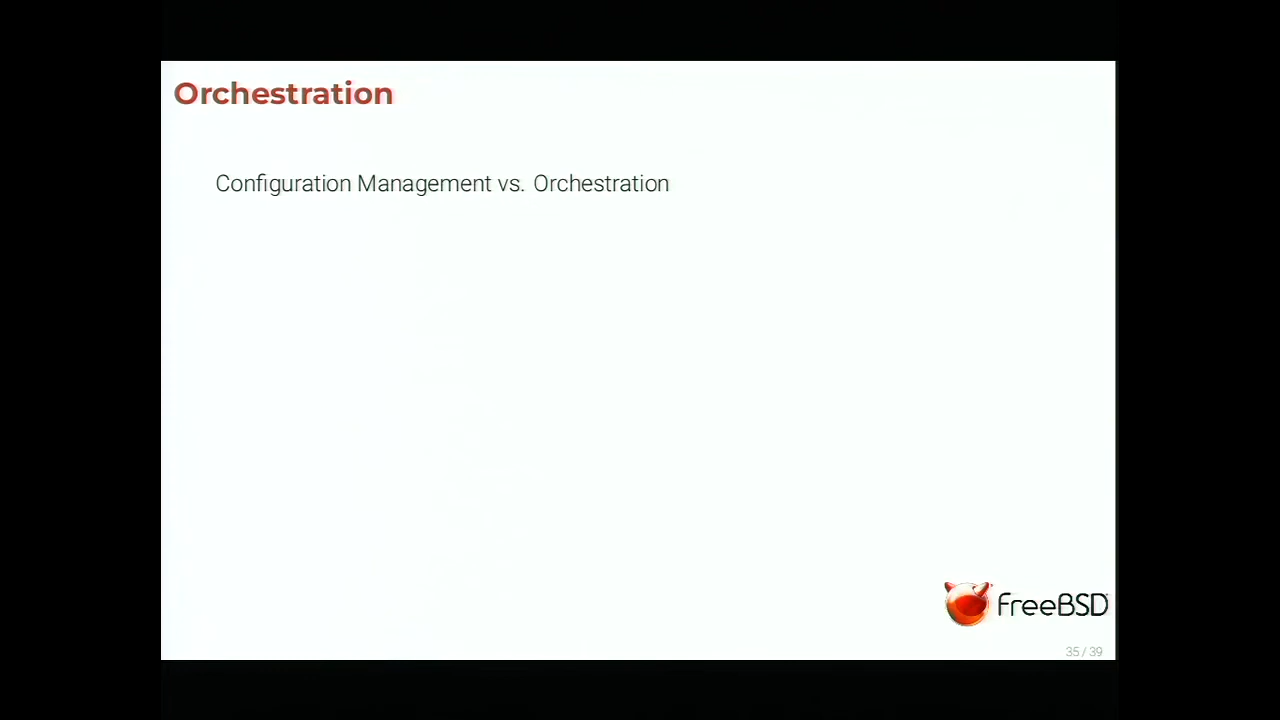 Orchestration
Configuration Management vs. Orchestration
FreeBSD
35 / 39